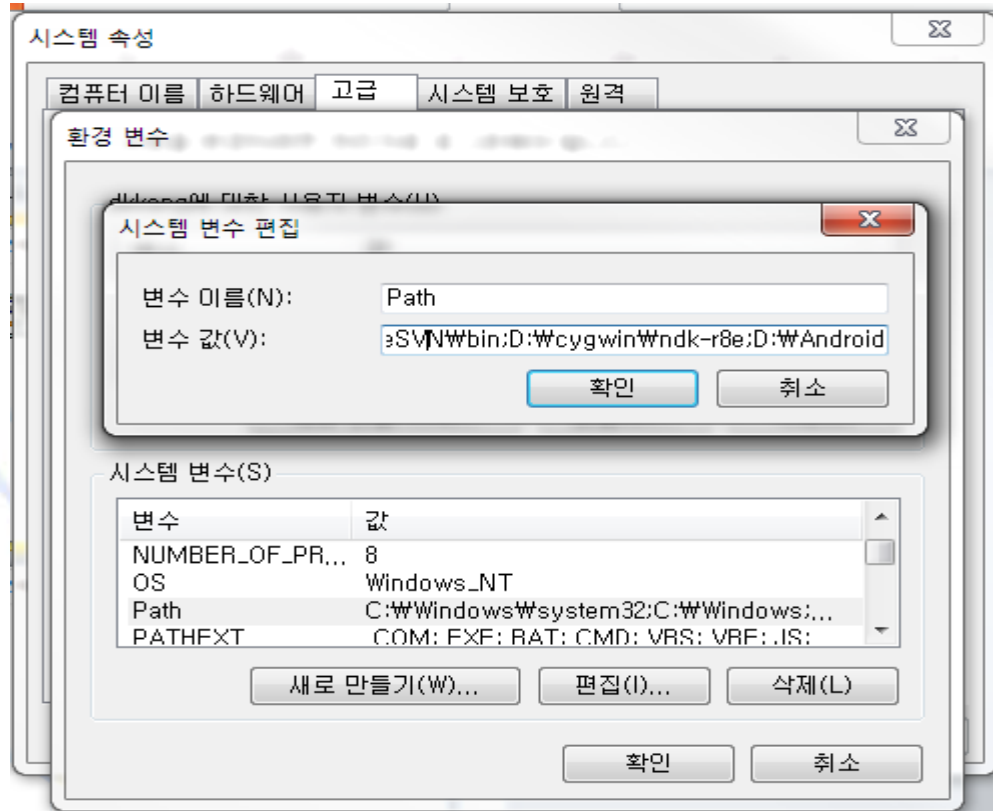 시스템 속성
컴퓨터 이름 하드웨어 고급 시스템 보호 원격
환경 변수
시스템 변수 편집
변수 이름(N): Path
변수 값(V): eSVN₩bin;D:₩cygwin₩ndk-r8e;D:₩Android
확인 취소
시스템 변수(S)
변수 값
NUMBER_OF_PR... 8
OS Windows_NT
Path C:₩Windows₩system32;C:₩Windows;...
PATHEXT .COM;.EXE;.BAT;.CMD;.VBS;.VBE;.JS;
새로 만들기(W)... 편집(I)... 삭제(L)
확인 취소